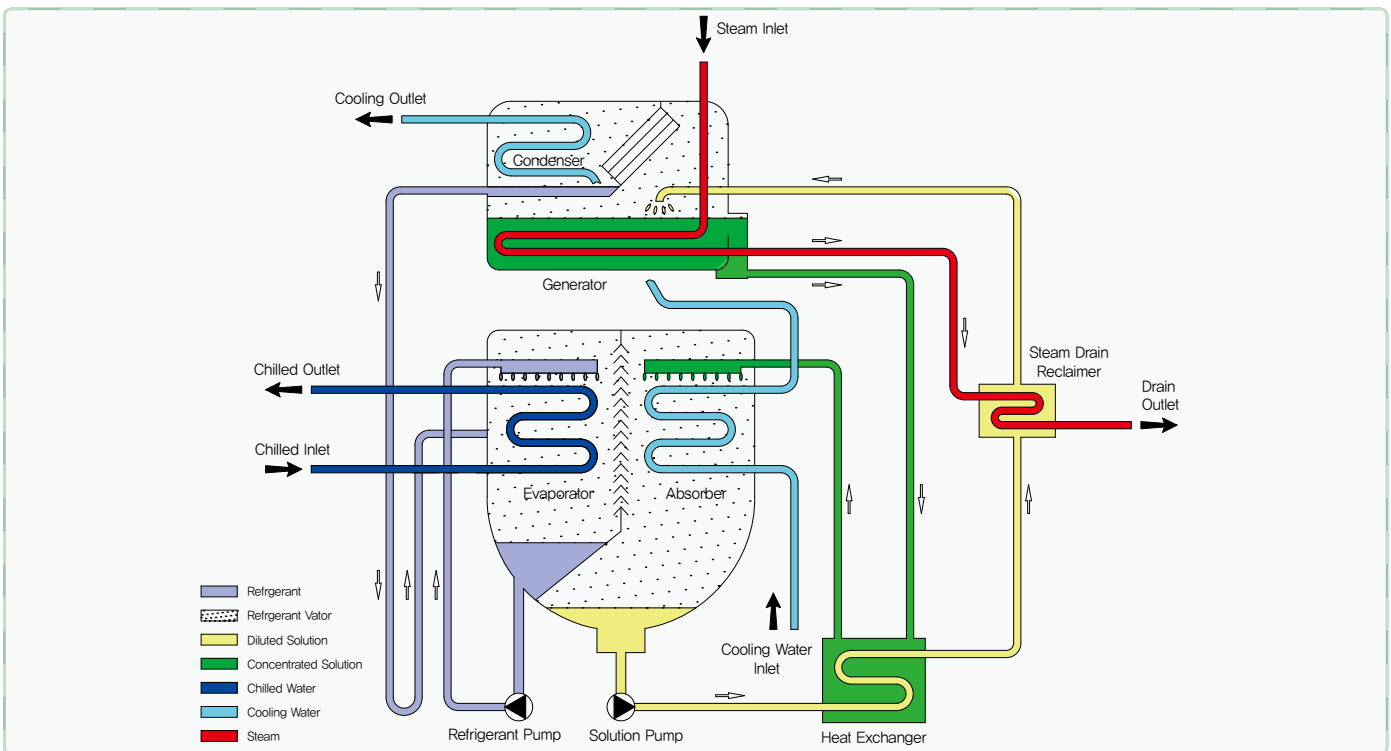 Steam Inlet
Cooling Outlet
Gondenser
Generator
Chilled Outlet
Steam Drain
Reclaimer
Drain
Outlet
Chilled Inlet
Evaporator
Absorber
Refrgerant
Refrgerant Vator
Diluted Solution
Concentrated Solution
Chilled Water
Cooling Water
Steam
Cooling Water
Inlet
Refrigerant Pump
Solution Pump
Heat Exchanger